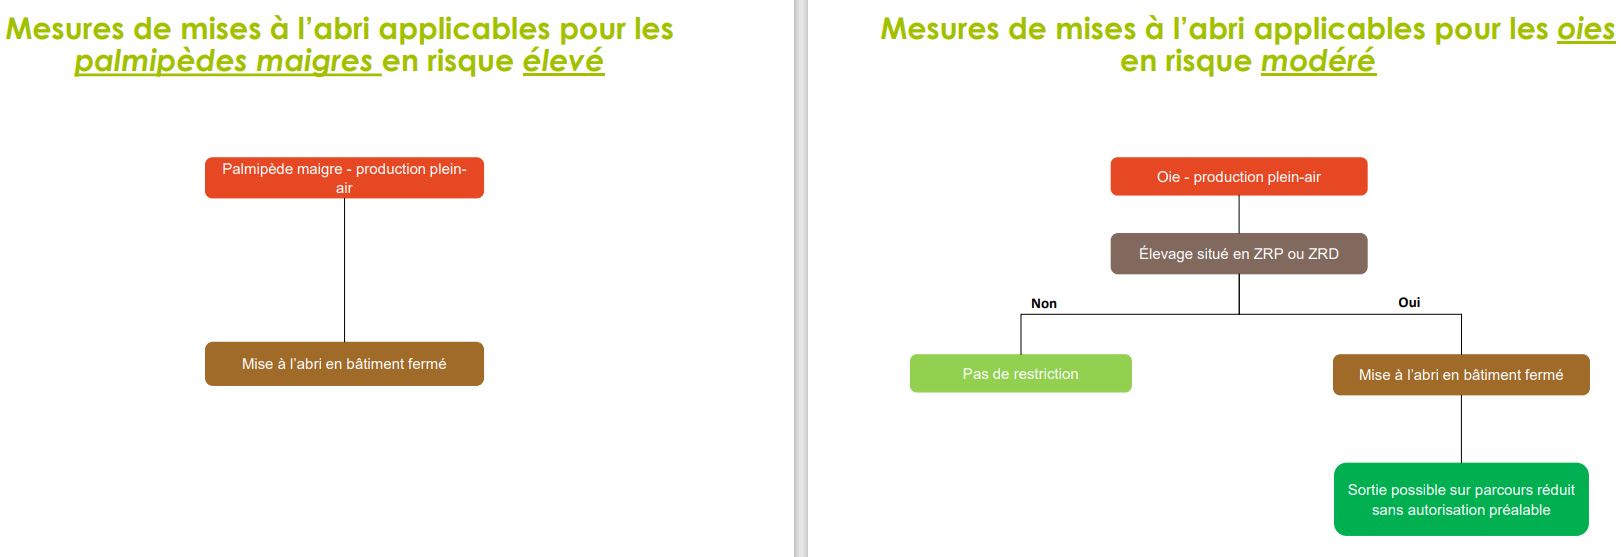 Mesures de mises à l’abri applicables pour les
palmipèdes maigres en risque élevé
Palmipède maigre - production plein-
air
Mise à l’abri en bâtiment fermé
Mesures de mises à l’abri applicables pour les oies
en risque modéré
Oie - production plein-air
Élevage situé en ZRP ou ZRD
Non
Oui
Pas de restriction
Mise à l’abri en bâtiment fermé
Sortie possible sur parcours réduit
sans autorisation préalable